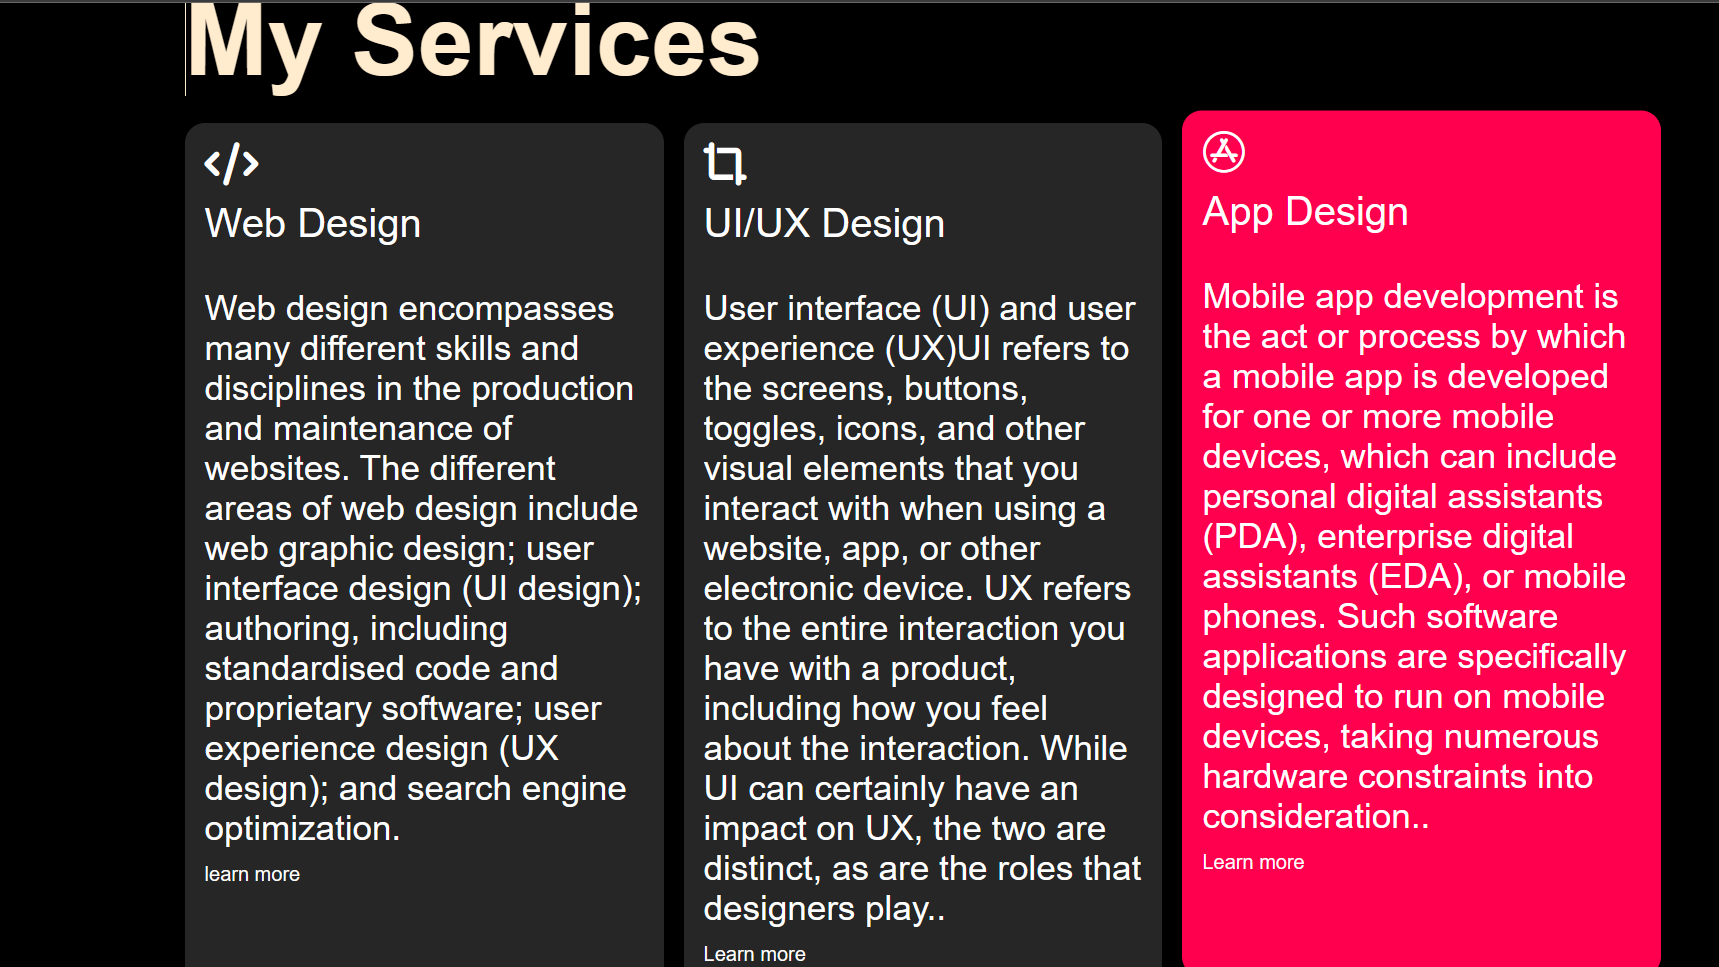 My Services
Web Design
Web design encompasses
many different skills and
disciplines in the production
and maintenance of
websites. The different
areas of web design include
web graphic design; user
interface design (UI design);
authoring, including
standardised code and
proprietary software; user
experience design (UX
design); and search engine
optimization.
learn more
UI/UX Design
User interface (UI) and user
experience (UX)UI refers to
the screens, buttons,
toggles, icons, and other
visual elements that you
interact with when using a
website, app, or other
electronic device. UX refers
to the entire interaction you
have with a product,
including how you feel
about the interaction. While
UI can certainly have an
impact on UX, the two are
distinct, as are the roles that
designers play..
Learn more
App Design
Mobile app development is
the act or process by which
a mobile app is developed
for one or more mobile
devices, which can include
personal digital assistants
(PDA), enterprise digital
assistants (EDA), or mobile
phones. Such software
applications are specifically
designed to run on mobile
devices, taking numerous
hardware constraints into
consideration..
Learn more